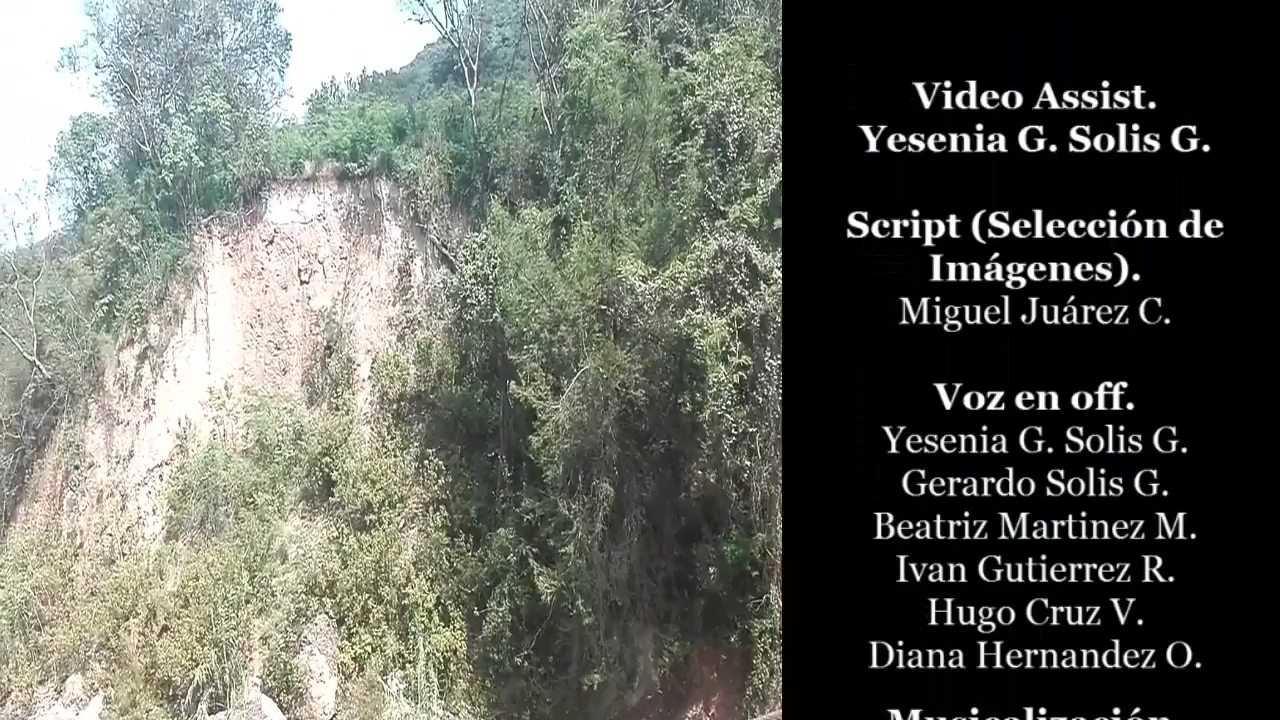 Video Assist.
Yesenia G. Solis G.
Script (Selección de
Imágenes).
Miguel Juárez C.
Voz en off.
Yesenia G. Solis G.
Gerardo Solis G.
Beatriz Martinez M.
Ivan Gutierrez R.
Hugo Cruz V.
Diana Hernandez O.
Musicalización